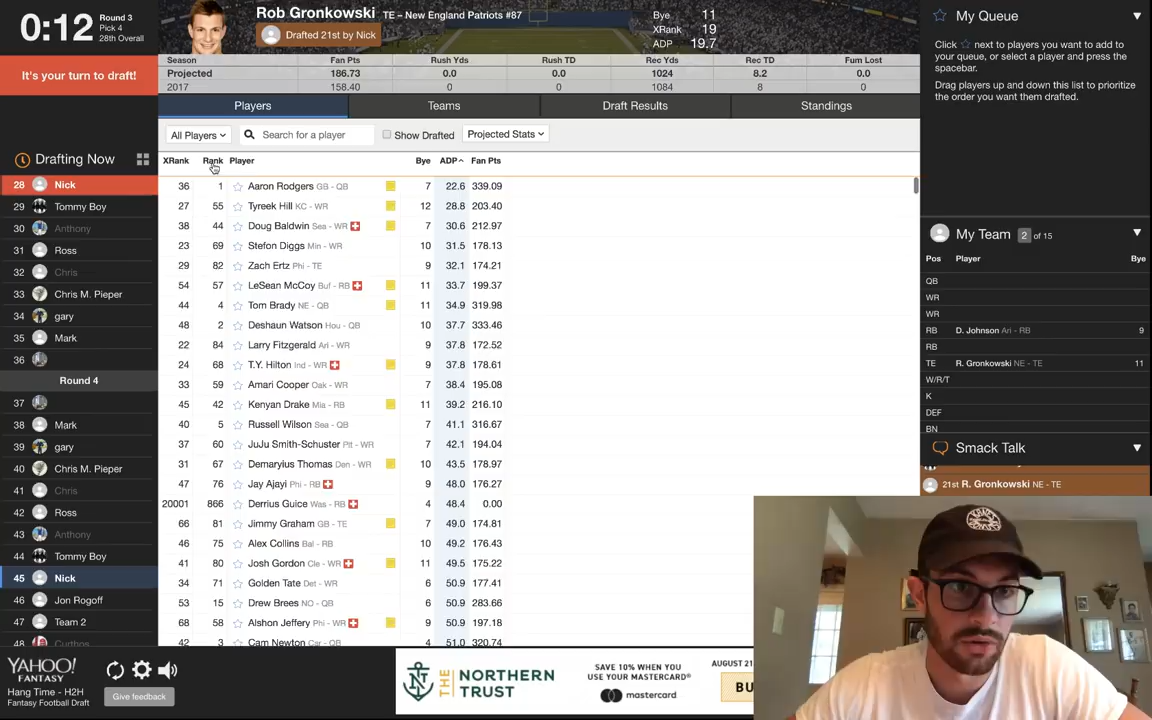 0:12
Round 3
Pick 4
28th Overall
It's your turn to draft!
Rob Gronkowski TE – New England Patriots #87
Drafted 21st by Nick
Bye 11
XRank 19
ADP 19.7
Season Fan Pts Rush Yds Rush TD Rec Yds Rec TD Fum Lost
Projected 186.73 0.0 0.0 1024 8.2 0.0
2017 158.40 0 0 1084 8 0
Players Teams Draft Results Standings
All Players Search for a player Show Drafted Projected Stats
XRank Rank Player Bye ADP Fan Pts
36 1 Aaron Rodgers GB - QB 7 22.6 339.09
27 55 Tyreek Hill KC - WR 12 28.8 203.40
38 44 Doug Baldwin Sea - WR 7 30.6 212.97
23 69 Stefon Diggs Min - WR 10 31.5 178.13
29 82 Zach Ertz Phi - TE 9 32.1 174.21
54 57 LeSean McCoy Buf - RB 11 33.7 199.37
44 4 Tom Brady NE - QB 11 34.9 319.98
48 2 Deshaun Watson Hou - QB 10 37.7 333.46
22 84 Larry Fitzgerald Ari - WR 9 37.8 172.52
24 68 T.Y. Hilton Ind - WR 9 37.8 178.61
33 59 Amari Cooper Oak - WR 7 38.4 195.08
45 42 Kenyan Drake Mia - RB 11 39.2 216.10
40 5 Russell Wilson Sea - QB 7 41.1 316.67
37 60 JuJu Smith-Schuster Pit - WR 7 42.1 194.04
31 67 Demaryius Thomas Den - WR 10 43.5 178.97
47 76 Jay Ajayi Phi - RB 9 48.0 176.27
20001 866 Derrius Guice Was - RB 4 48.4 0.00
66 81 Jimmy Graham GB - TE 7 49.0 174.81
46 75 Alex Collins Bal - RB 10 49.2 176.43
41 80 Josh Gordon Cle - WR 11 49.5 175.22
34 71 Golden Tate Det - WR 6 50.9 177.41
53 15 Drew Brees NO - QB 6 50.9 283.66
68 58 Alshon Jeffery Phi - WR 9 50.9 197.18
42 3 Cam Newton Car - QB 4 51.0 320.74
Drafting Now
28 Nick
29 Tommy Boy
30 Anthony
31 Ross
32 Chris
33 Chris M. Pieper
34 gary
35 Mark
36
Round 4
37
38 Mark
39 gary
40 Chris M. Pieper
41 Chris
42 Ross
43 Anthony
44 Tommy Boy
45 Nick
46 Jon Rogoff
47 Team 2
48 Curthos
YAHOO!
FANTASY
Hang Time - H2H
Fantasy Football Draft
Give feedback
My Queue
Click next to players you want to add to
your queue, or select a player and press the
spacebar.
Drag players up and down this list to prioritize
the order you want them drafted.
My Team 2 of 15
Pos Player Bye
QB
WR
WR
RB D. Johnson Ari - RB 9
RB
TE R. Gronkowski NE - TE 11
W/R/T
K
DEF
BN
Smack Talk
21st R. Gronkowski NE - TE
THE NORTHERN
TRUST
SAVE 10% WHEN YOU
USE YOUR MASTERCARD®
mastercard
AUGUST 21
BU